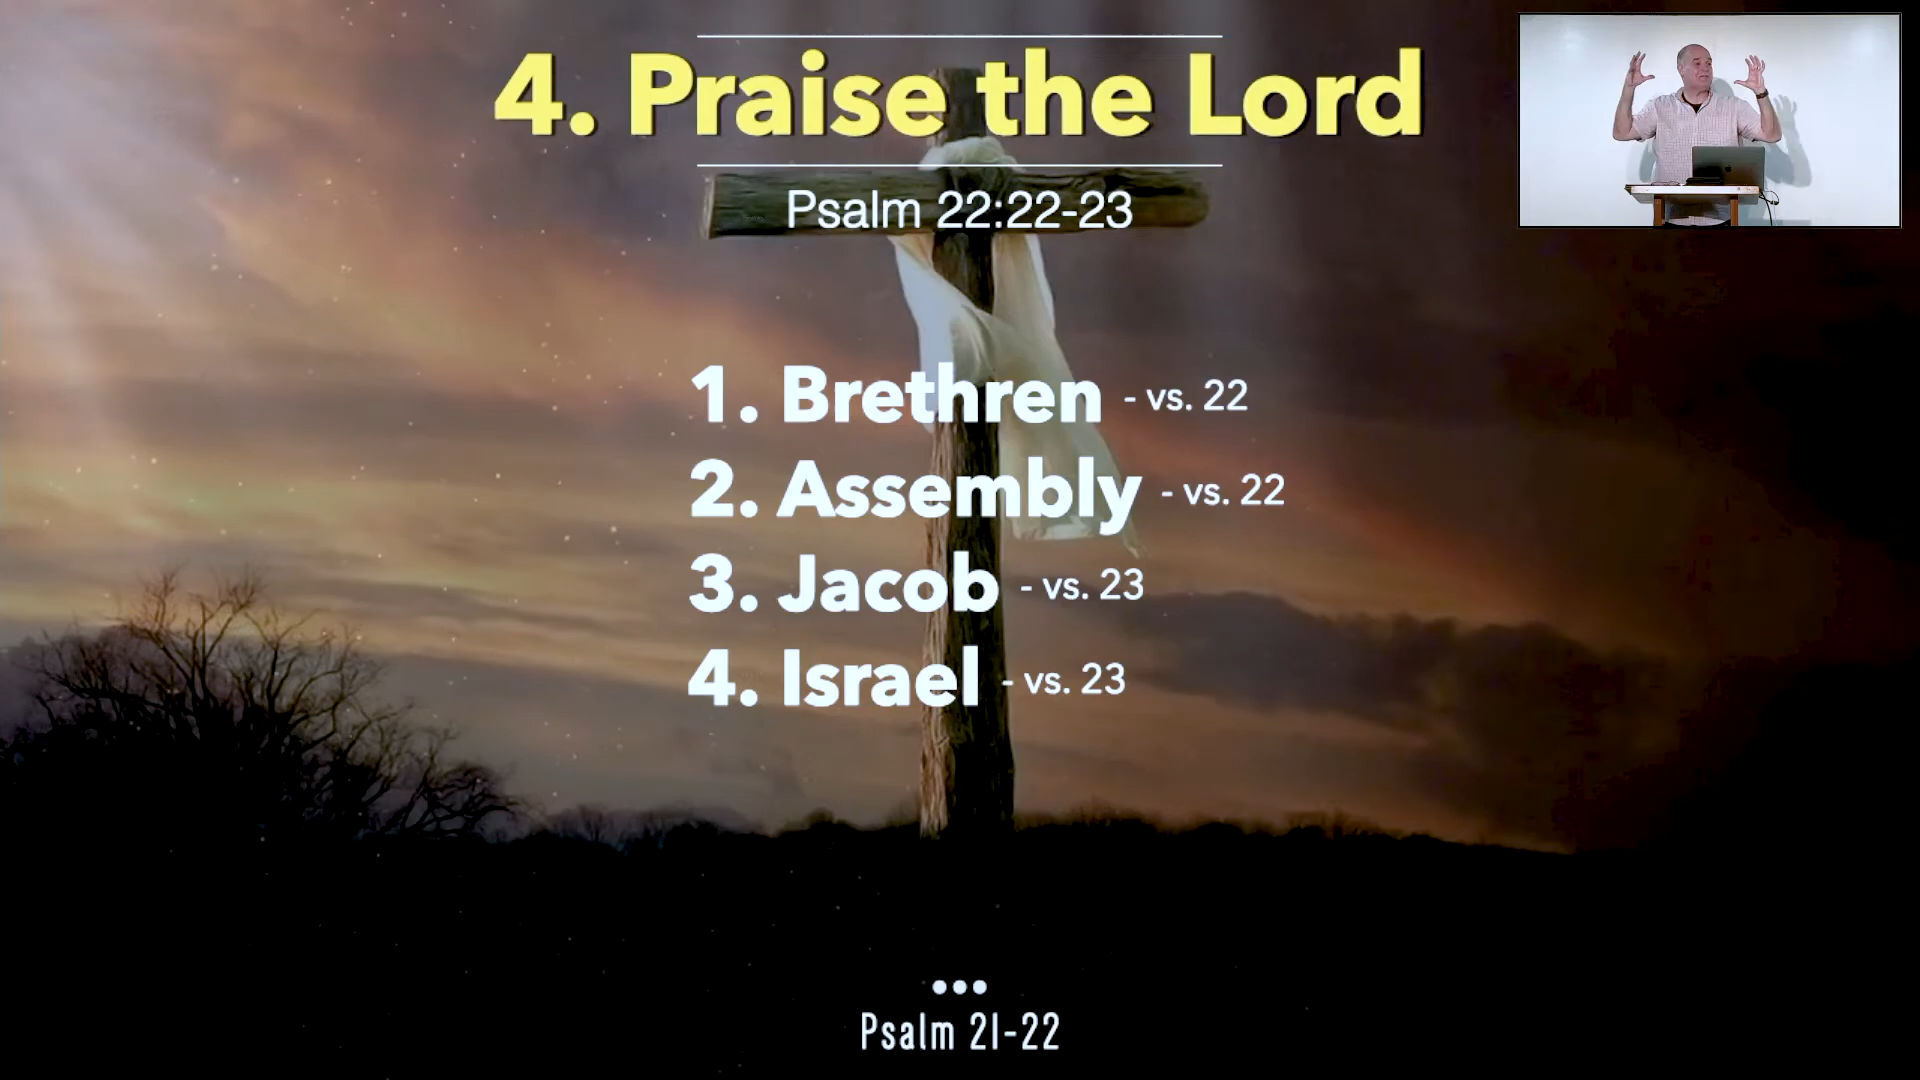 4. Praise the Lord
Psalm 22:22-23
1. Brethren - vs. 22
2. Assembly - vs. 22
3. Jacob - vs. 23
4. Israel - vs. 23
Psalm 21-22